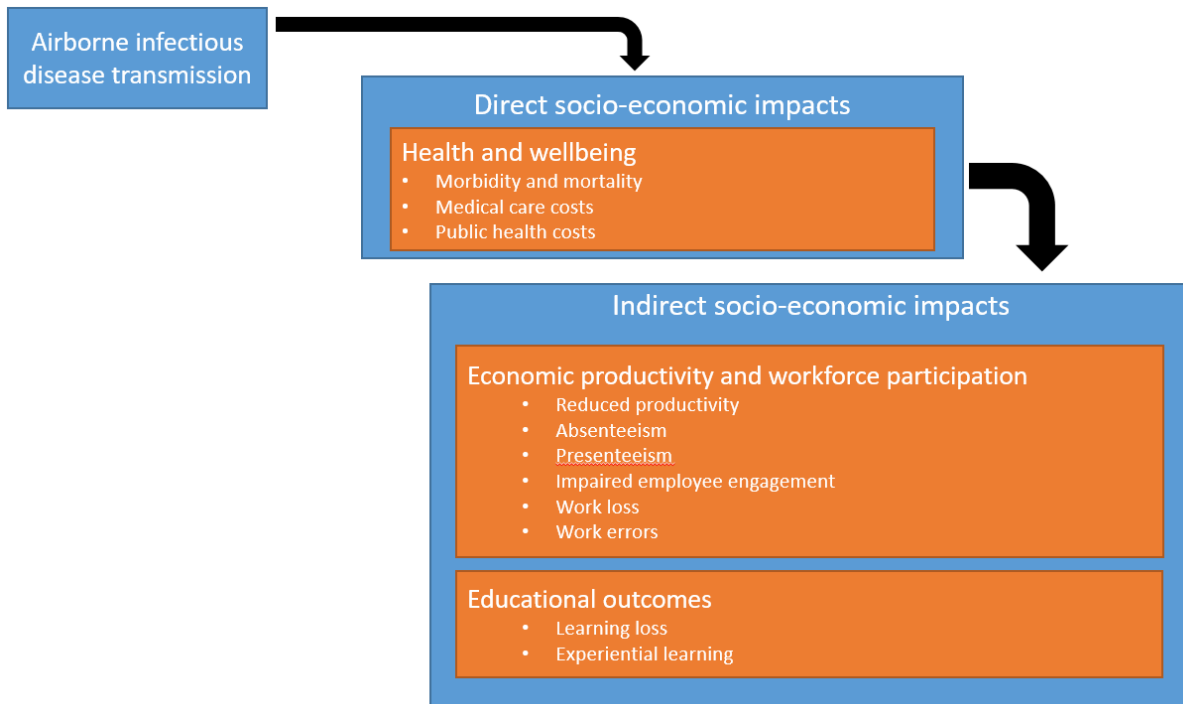 Airborne infectious
disease transmission
Direct socio-economic impacts
Health and wellbeing
• Morbidity and mortality
• Medical care costs
• Public health costs
Indirect socio-economic impacts
Economic productivity and workforce participation
• Reduced productivity
• Absenteeism
• Presenteeism
• Impaired employee engagement
• Work loss
• Work errors
Educational outcomes
• Learning loss
• Experiential learning